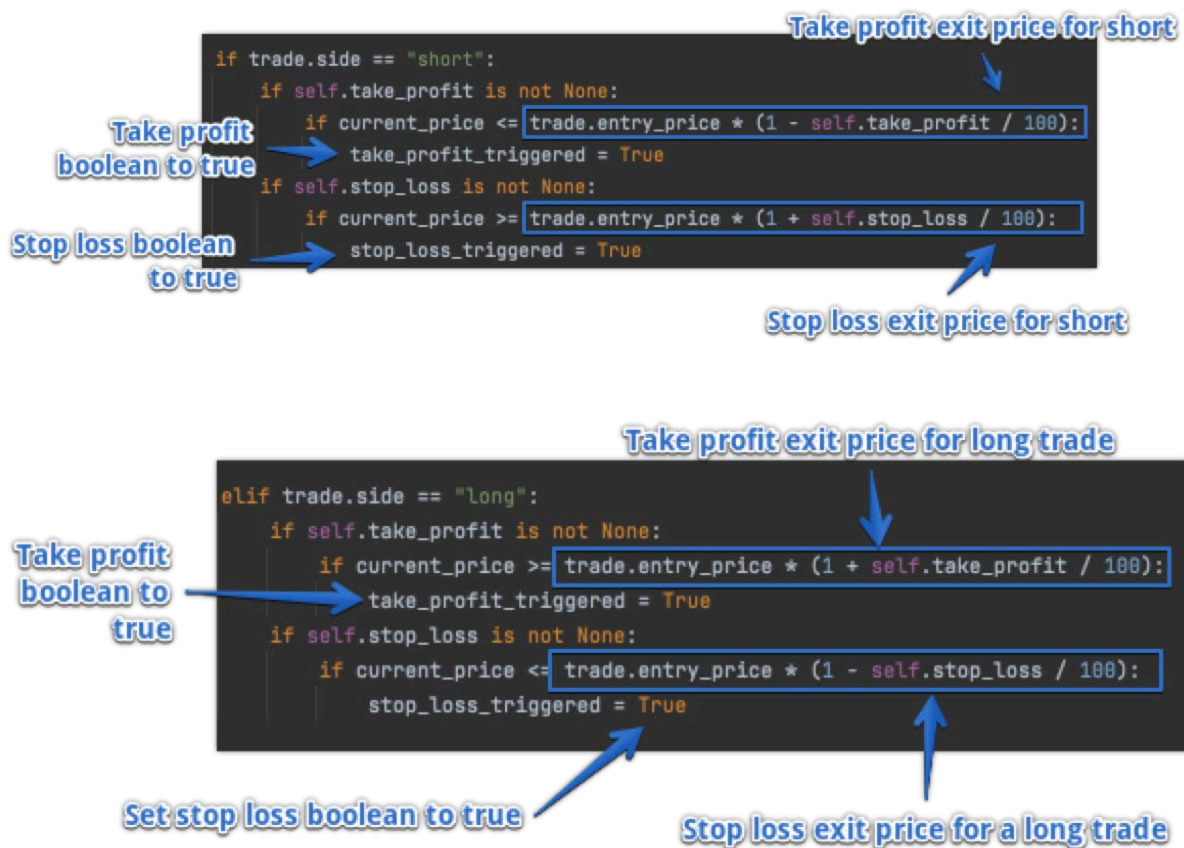 Take profit exit price for short
if trade.side == "short":
if self.take_profit is not None:
if current_price <= trade.entry_price * (1 - self.take_profit / 100):
Take profit
boolean to true
take_profit_triggered = True
if self.stop_loss is not None:
if current_price >= trade.entry_price * (1 + self.stop_loss / 100):
Stop loss boolean
to true
stop_loss_triggered = True
Stop loss exit price for short
Take profit exit price for long trade
elif trade.side == "long":
if self.take_profit is not None:
if current_price >= trade.entry_price * (1 + self.take_profit / 100):
Take profit
boolean to
true
take_profit_triggered = True
if self.stop_loss is not None:
if current_price <= trade.entry_price * (1 - self.stop_loss / 100):
stop_loss_triggered = True
Set stop loss boolean to true
Stop loss exit price for a long trade